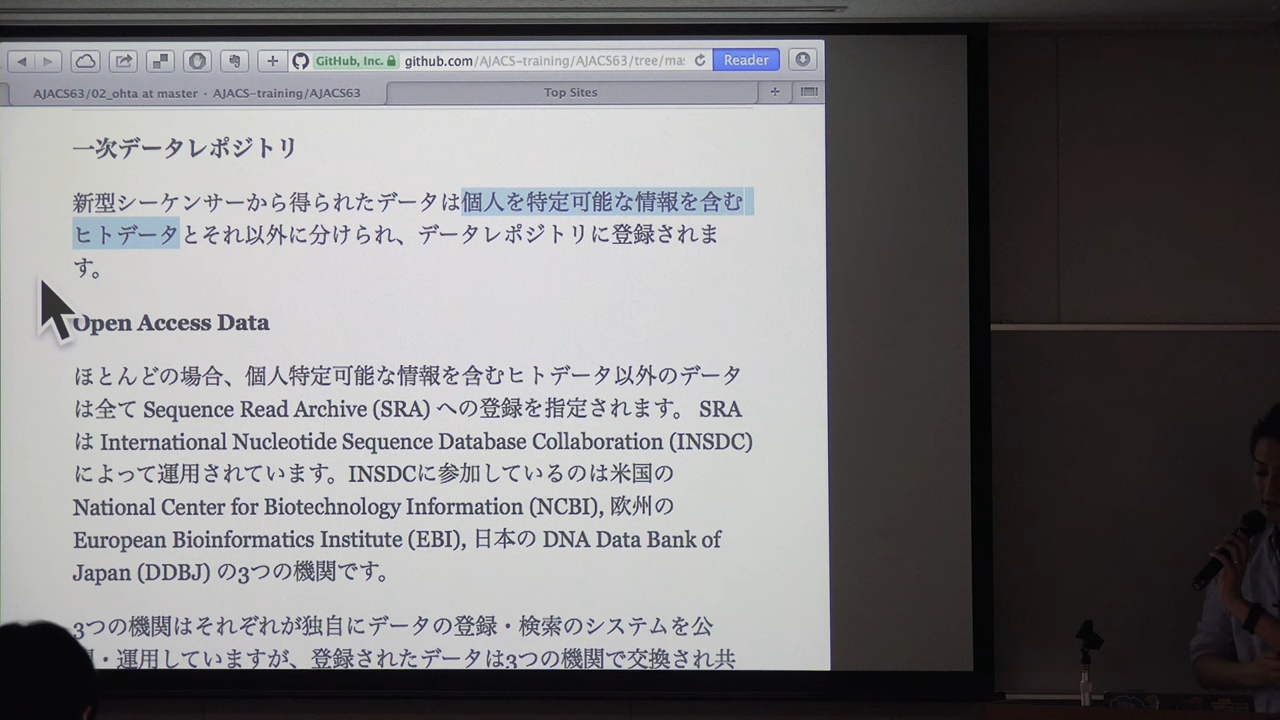 GitHub, Inc. github.com/AJACS-training/AJACS63/tree/mas Reader
AJACS63/02_ohta at master · AJACS-training/AJACS63
Top Sites
一次データレポジトリ
新型シーケンサーから得られたデータは個人を特定可能な情報を含む
ヒトデータとそれ以外に分けられ、データレポジトリに登録されま
す。
Open Access Data
ほとんどの場合、個人特定可能な情報を含むヒトデータ以外のデータ
は全て Sequence Read Archive (SRA) への登録を指定されます。 SRA
は International Nucleotide Sequence Database Collaboration (INSDC)
によって運用されています。INSDCに参加しているのは米国の
National Center for Biotechnology Information (NCBI), 欧州の
European Bioinformatics Institute (EBI), 日本の DNA Data Bank of
Japan (DDBJ) の3つの機関です。
3つの機関はそれぞれが独自にデータの登録・検索のシステムを公
・運用していますが、登録されたデータは3つの機関で交換され共